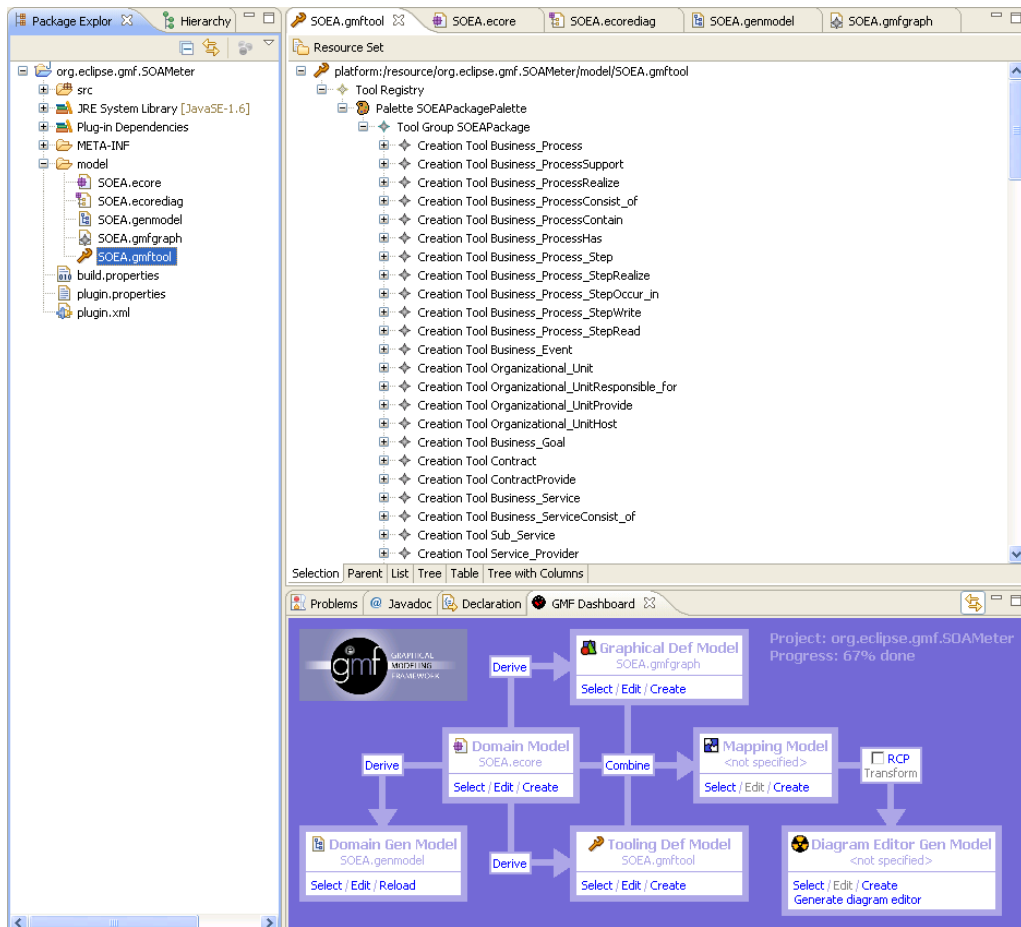 Package Explor
Hierarchy
org.eclipse.gmf.SOAMeter
src
JRE System Library [JavaSE-1.6]
Plug-in Dependencies
META-INF
model
SOEA.ecore
SOEA.ecorediag
SOEA.genmodel
SOEA.gmfgraph
SOEA.gmftool
build.properties
plugin.properties
plugin.xml
SOEA.gmftool
SOEA.ecore
SOEA.ecorediag
SOEA.genmodel
SOEA.gmfgraph
Resource Set
platform:/resource/org.eclipse.gmf.SOAMeter/model/SOEA.gmftool
Tool Registry
Palette SOEAPackagePalette
Tool Group SOEAPackage
Creation Tool Business_Process
Creation Tool Business_ProcessSupport
Creation Tool Business_ProcessRealize
Creation Tool Business_ProcessConsist_of
Creation Tool Business_ProcessContain
Creation Tool Business_ProcessHas
Creation Tool Business_Process_Step
Creation Tool Business_Process_StepRealize
Creation Tool Business_Process_StepOccur_in
Creation Tool Business_Process_StepWrite
Creation Tool Business_Process_StepRead
Creation Tool Business_Event
Creation Tool Organizational_Unit
Creation Tool Organizational_UnitResponsible_for
Creation Tool Organizational_UnitProvide
Creation Tool Organizational_UnitHost
Creation Tool Business_Goal
Creation Tool Contract
Creation Tool ContractProvide
Creation Tool Business_Service
Creation Tool Business_ServiceConsist_of
Creation Tool Sub_Service
Creation Tool Service_Provider
Selection Parent List Tree Table Tree with Columns
Problems @ Javadoc Declaration GMF Dashboard
gmf
GRAPHICAL
MODELING
FRAMEWORK
Project: org.eclipse.gmf.SOAMeter
Progress: 67% done
Derive
Graphical Def Model
SOEA.gmfgraph
Select / Edit / Create
Derive
Domain Model
SOEA.ecore
Select / Edit / Create
Combine
Mapping Model
<not specified>
Select / Edit / Create
RCP
Transform
Domain Gen Model
SOEA.genmodel
Select / Edit / Reload
Derive
Tooling Def Model
SOEA.gmftool
Select / Edit / Create
Diagram Editor Gen Model
<not specified>
Select / Edit / Create
Generate diagram editor